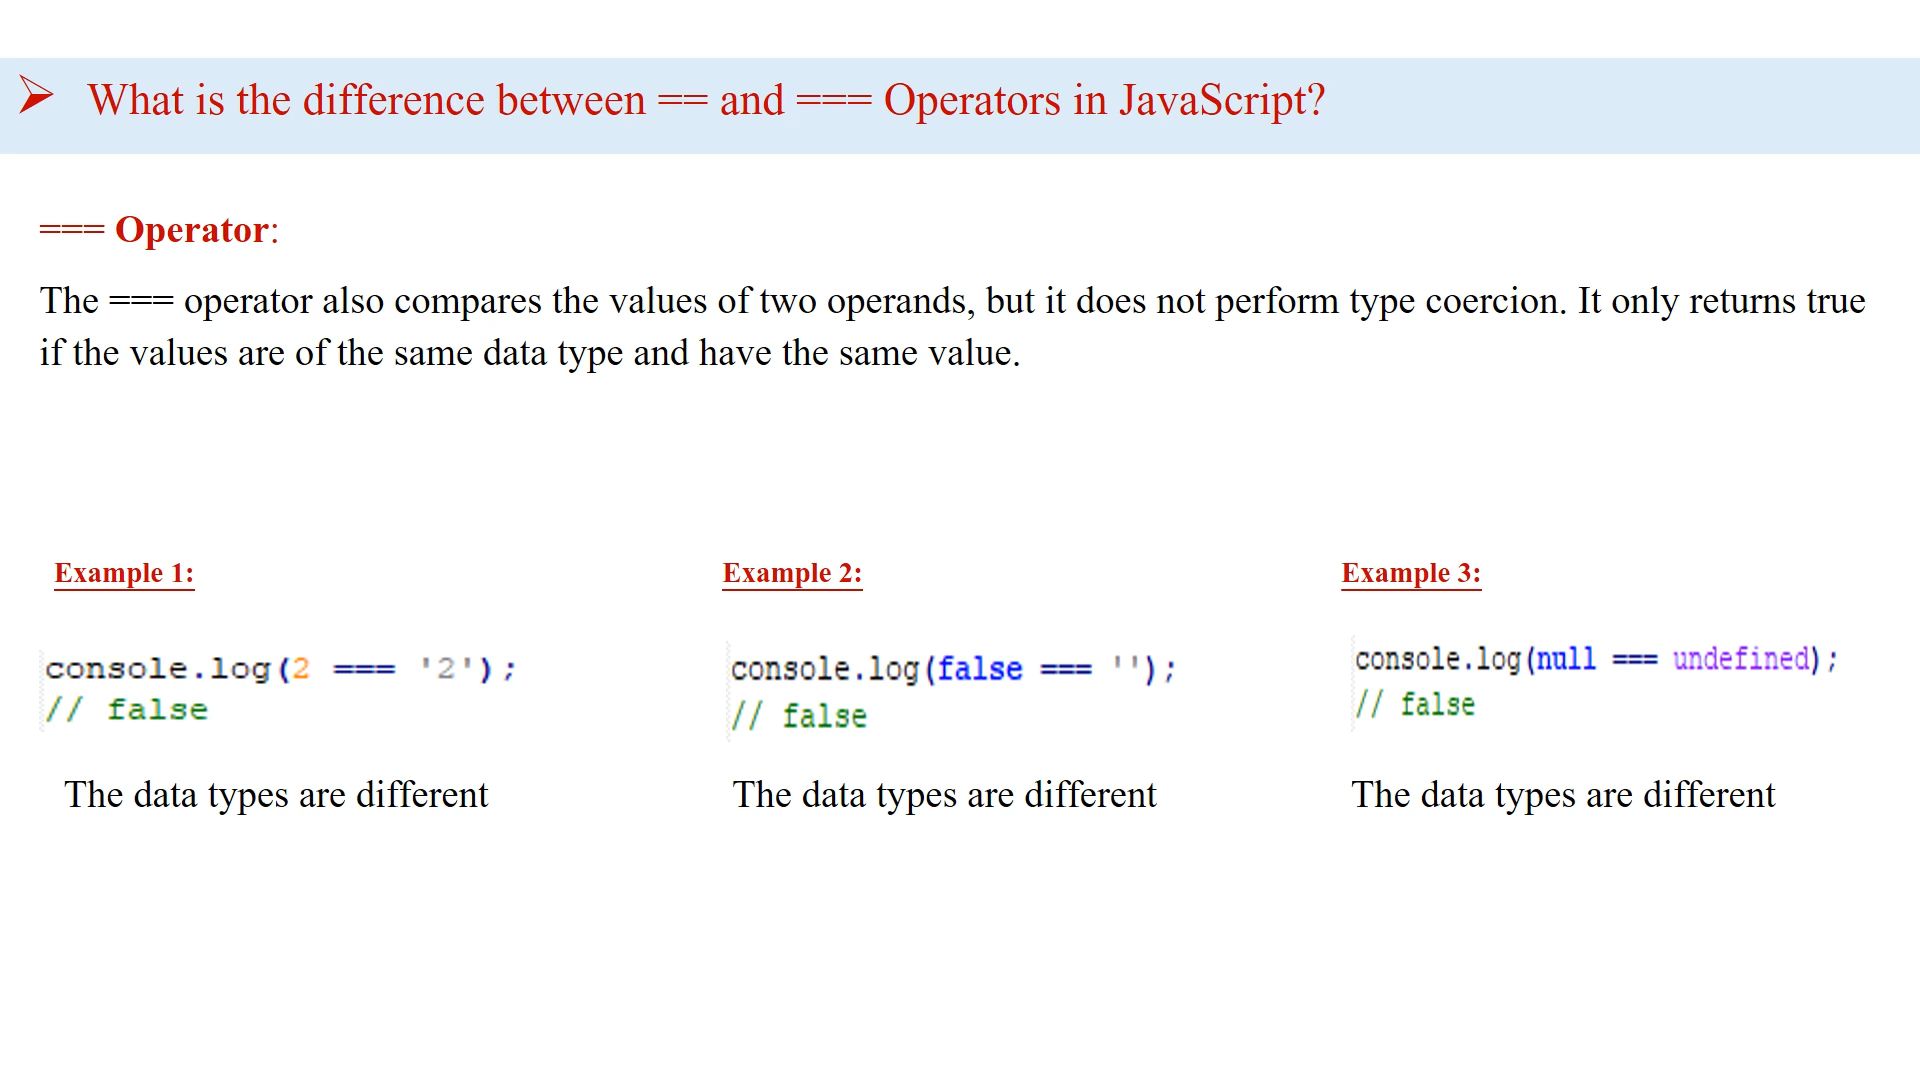 What is the difference between == and === Operators in JavaScript?
=== Operator:
The === operator also compares the values of two operands, but it does not perform type coercion. It only returns true
if the values are of the same data type and have the same value.
Example 1:
console.log(2 === '2');
// false
The data types are different
Example 2:
console.log(false === '');
// false
The data types are different
Example 3:
console.log(null === undefined);
// false
The data types are different